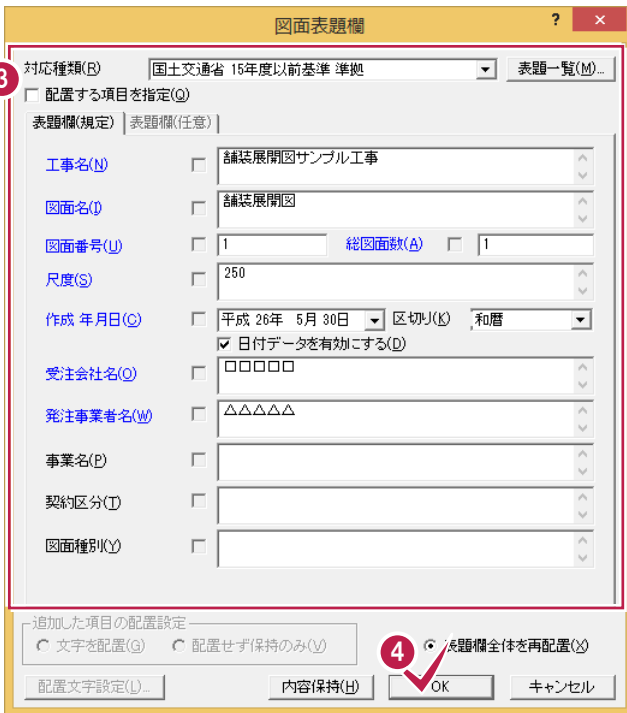 図面表題欄 ? ×
3
対応種類(R) 国土交通省 15年度以前基準 準拠 表題一覧(M)...
配置する項目を指定(Q)
表題欄(規定) 表題欄(任意)
工事名(N) 舗装展開図サンプル工事
図面名(I) 舗装展開図
図面番号(U) 1 総図面数(A) 1
尺度(S) 250
作成 年月日(C) 平成 26年 5月 30日 区切り(K) 和暦
日付データを有効にする(D)
受注会社名(O) □□□□□
発注事業者名(W) △△△△△
事業名(P)
契約区分(T)
図面種別(Y)
追加した項目の配置設定
文字を配置(G) 配置せず保持のみ(V) 4 表題欄全体を再配置(X)
配置文字設定(L)... 内容保持(H) OK キャンセル